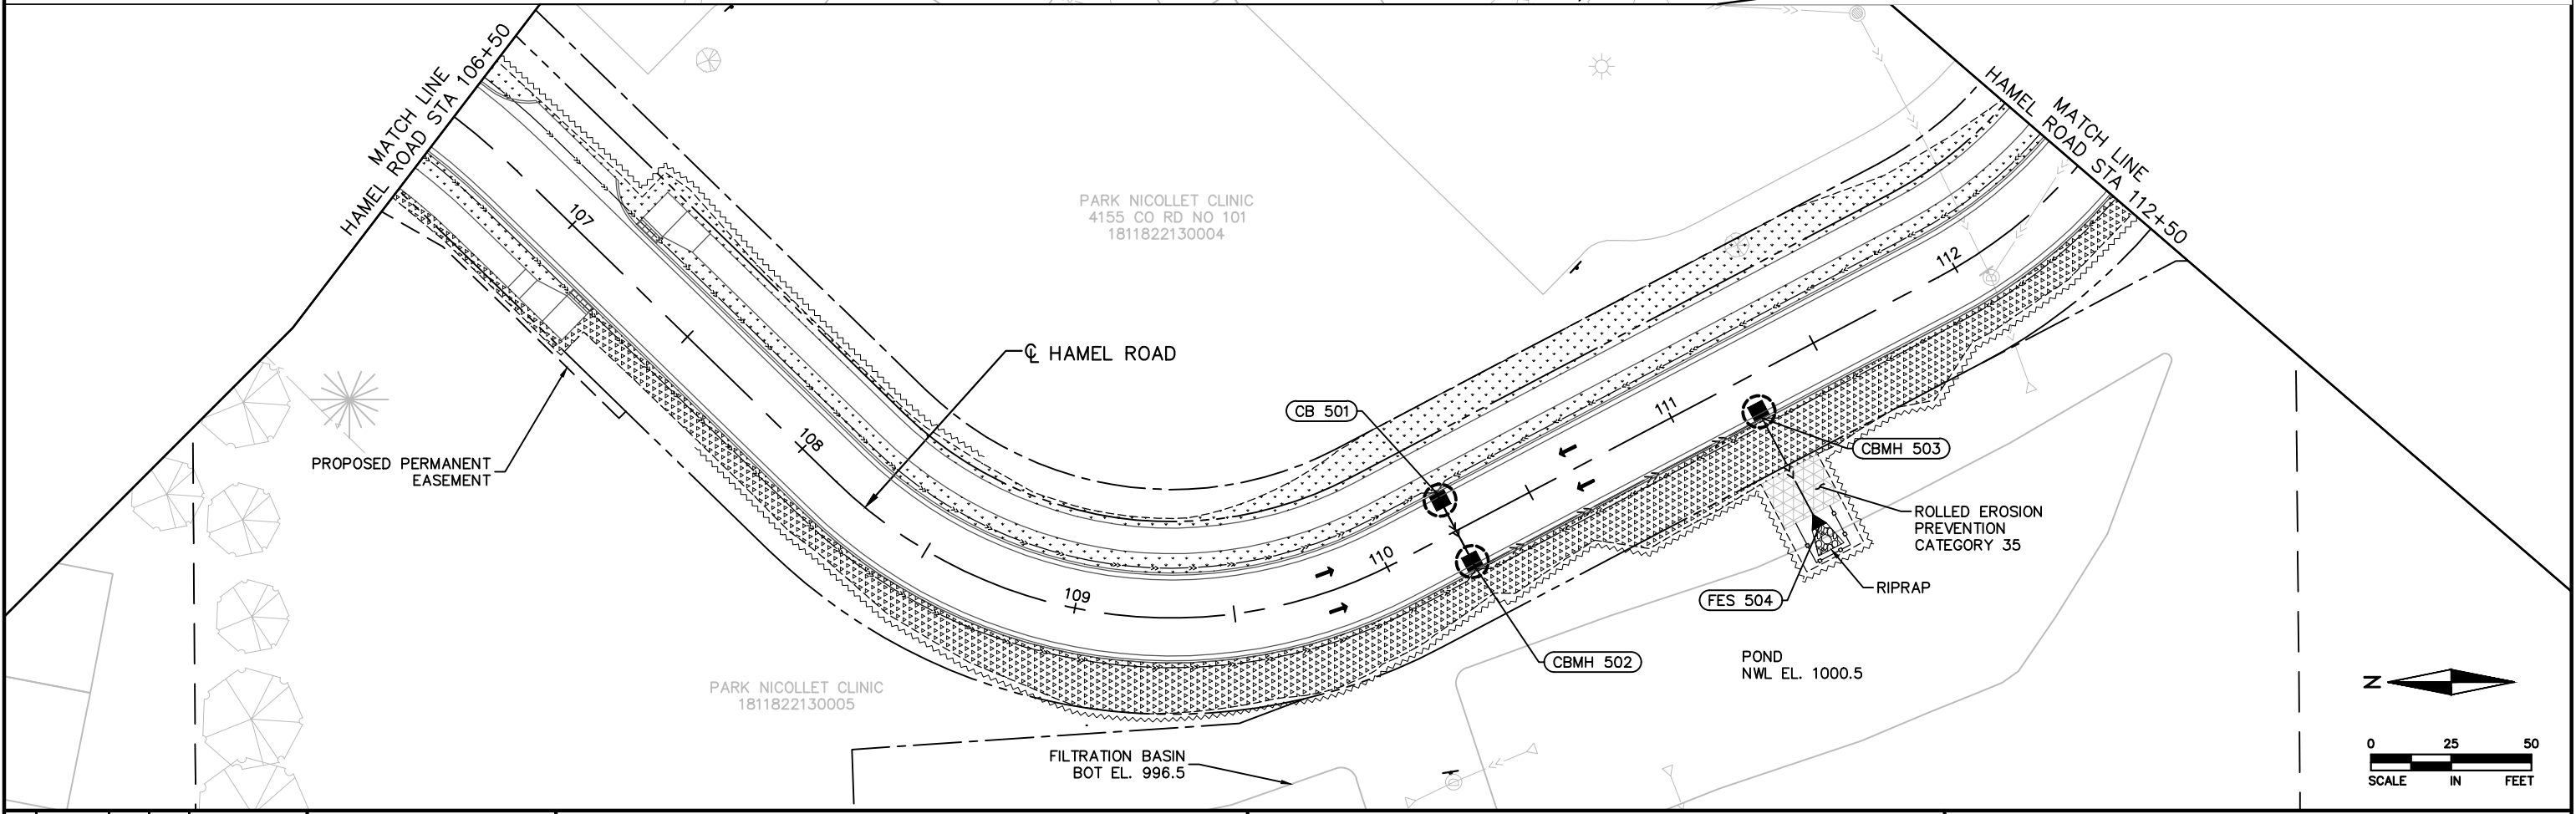 MATCH LINE
HAMEL ROAD STA 106+50
MATCH LINE
HAMEL ROAD STA 112+50
107
PARK NICOLLET CLINIC
4155 CO RD NO 101
1811822130004
112
℄ HAMEL ROAD
CB 501
111
108
CBMH 503
PROPOSED PERMANENT
EASEMENT
ROLLED EROSION
PREVENTION
CATEGORY 35
110
RIPRAP
109
FES 504
CBMH 502
POND
NWL EL. 1000.5
PARK NICOLLET CLINIC
1811822130005
FILTRATION BASIN
BOT EL. 996.5
N
0 25 50
SCALE IN FEET